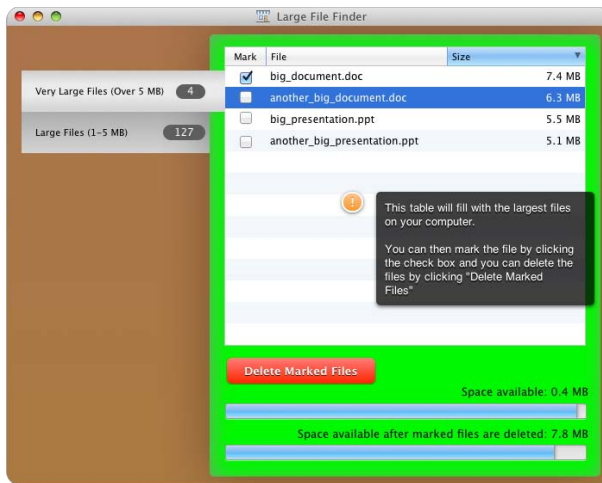 Large File Finder
Mark File Size
big_document.doc 7.4 MB
another_big_document.doc 6.3 MB
big_presentation.ppt 5.5 MB
another_big_presentation.ppt 5.1 MB
Very Large Files (Over 5 MB) 4
Large Files (1-5 MB) 127
!
This table will fill with the largest files
on your computer.
You can then mark the file by clicking
the check box and you can delete the
files by clicking "Delete Marked
Files"
Delete Marked Files
Space available: 0.4 MB
Space available after marked files are deleted: 7.8 MB